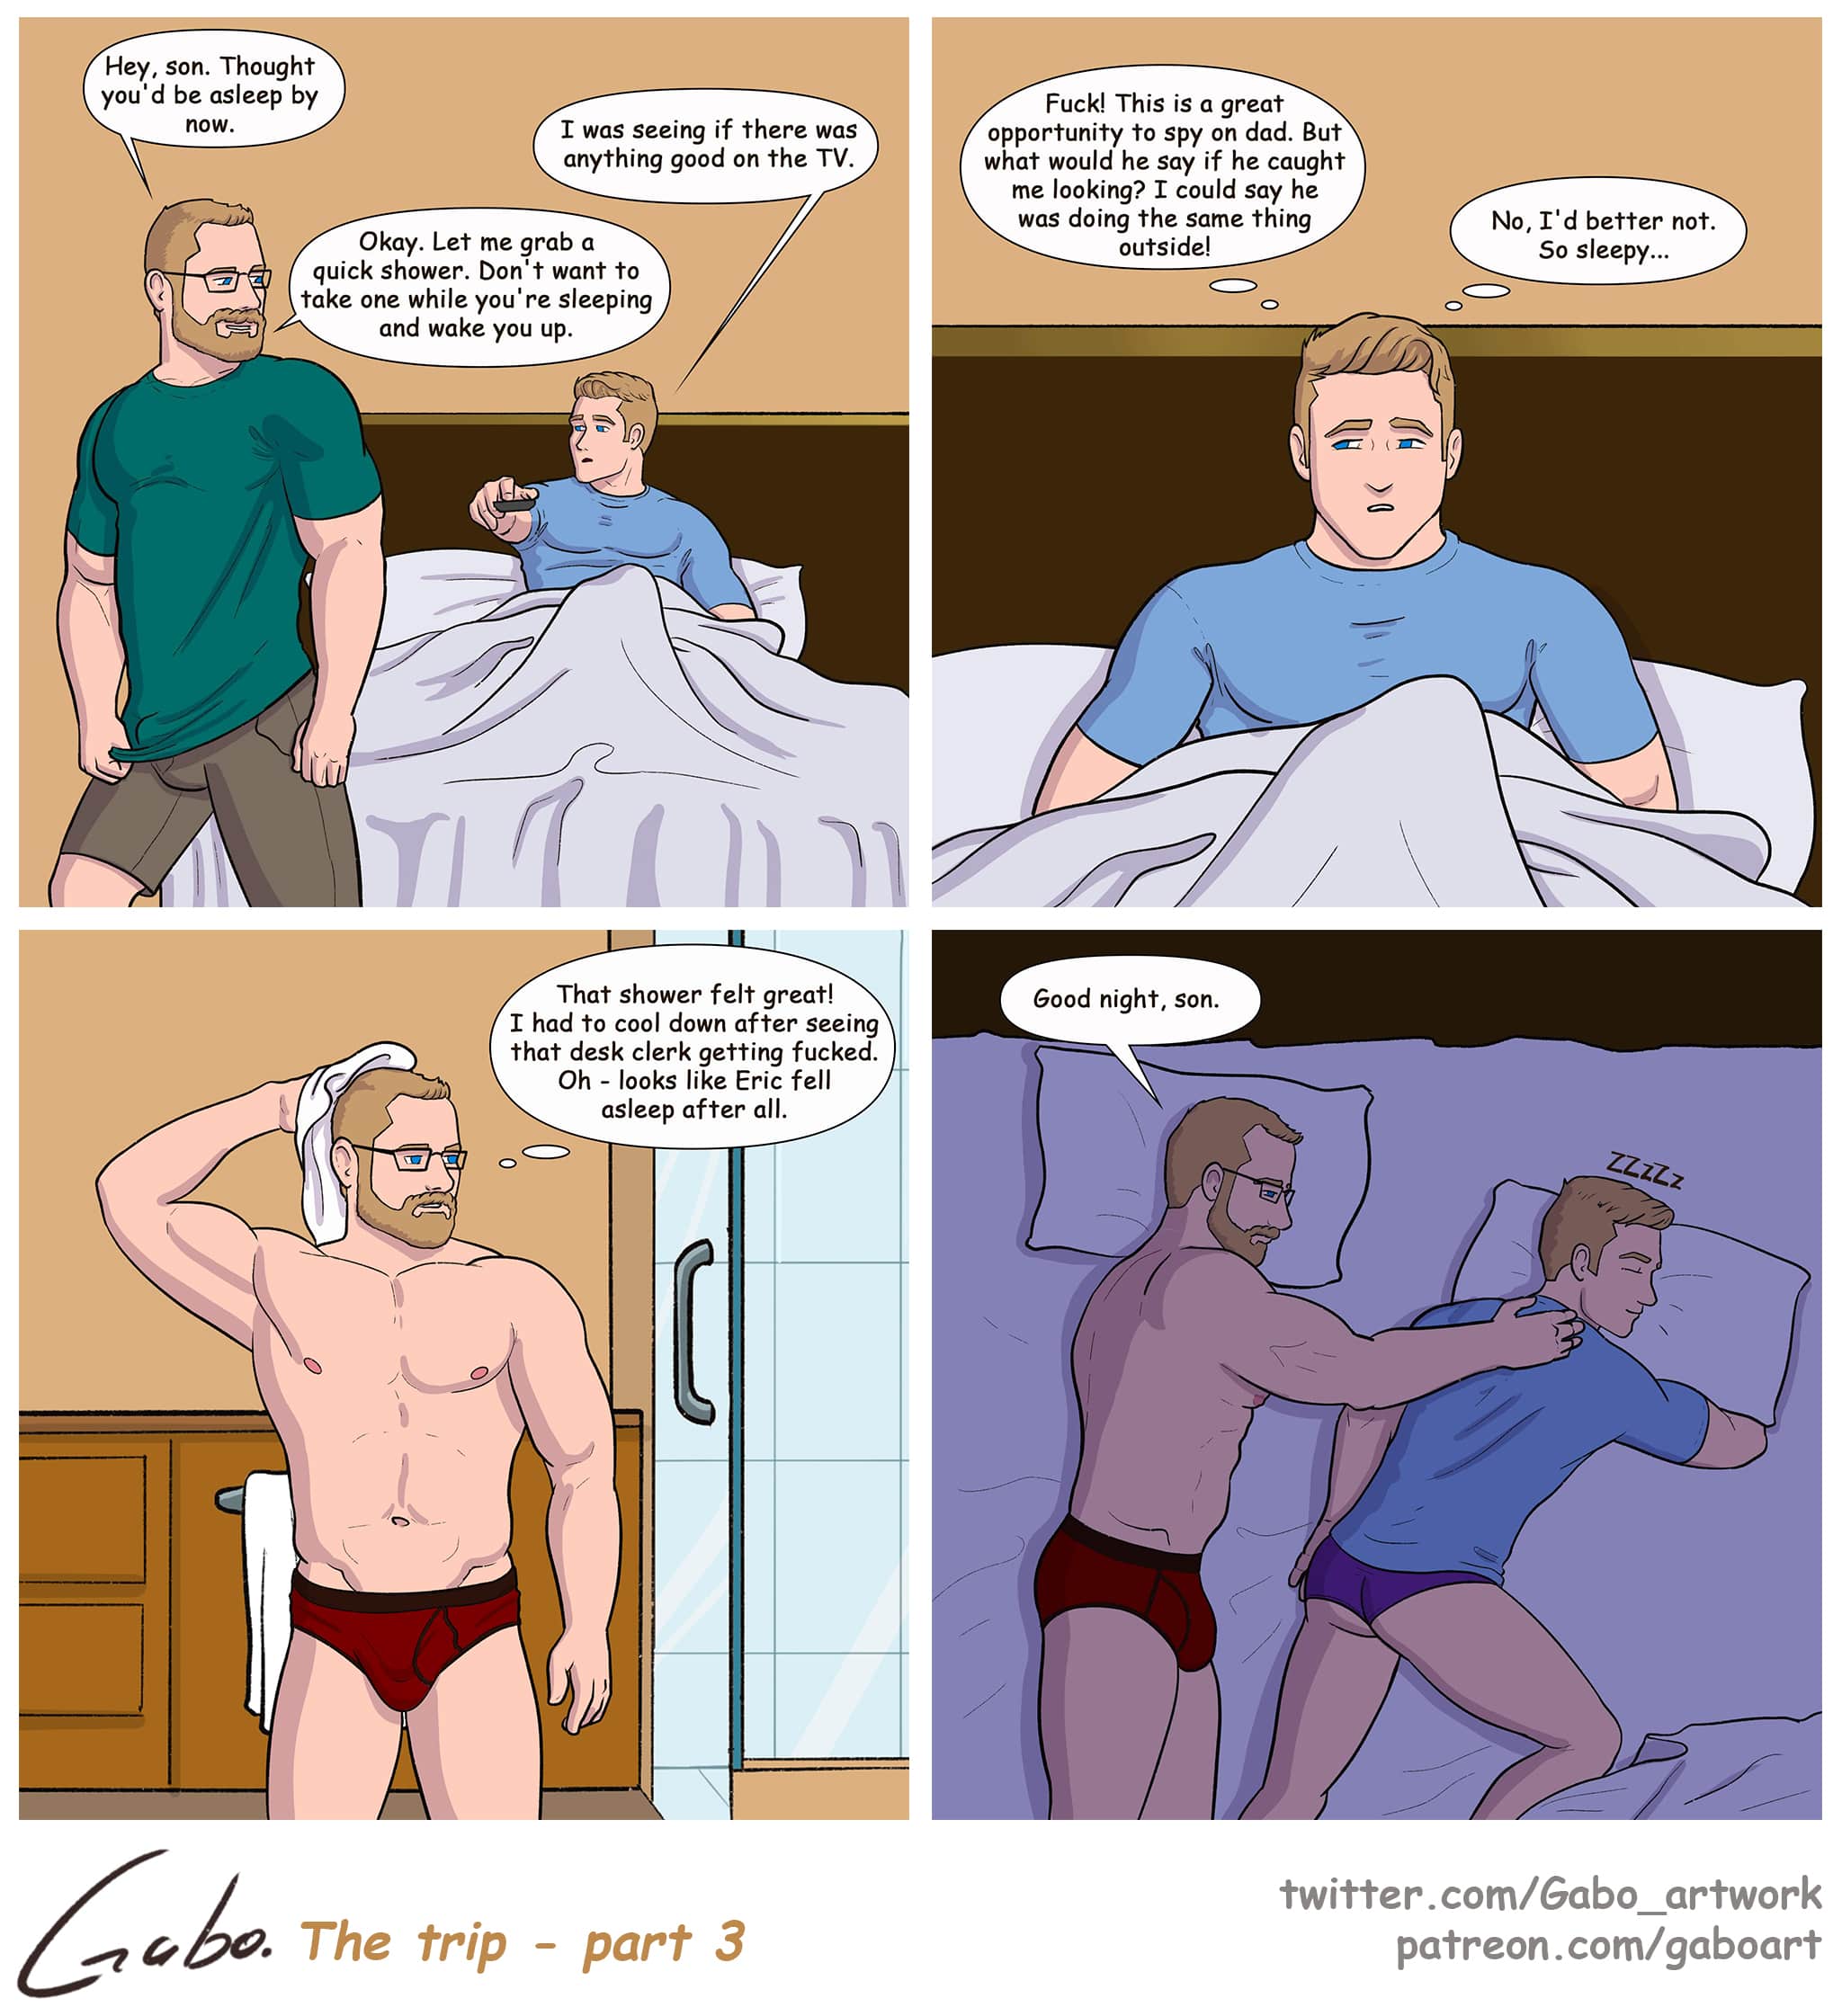 Hey, son. Thought
you'd be asleep by
now.
I was seeing if there was
anything good on the TV.
Okay. Let me grab a
quick shower. Don't want to
take one while you're sleeping
and wake you up.
Fuck! This is a great
opportunity to spy on dad. But
what would he say if he caught
me looking? I could say he
was doing the same thing
outside!
No, I'd better not.
So sleepy...
That shower felt great!
I had to cool down after seeing
that desk clerk getting fucked.
Oh - looks like Eric fell
asleep after all.
Good night, son.
ZZzZz
Gabo.
The trip - part 3
twitter.com/Gabo_artwork
patreon.com/gaboart